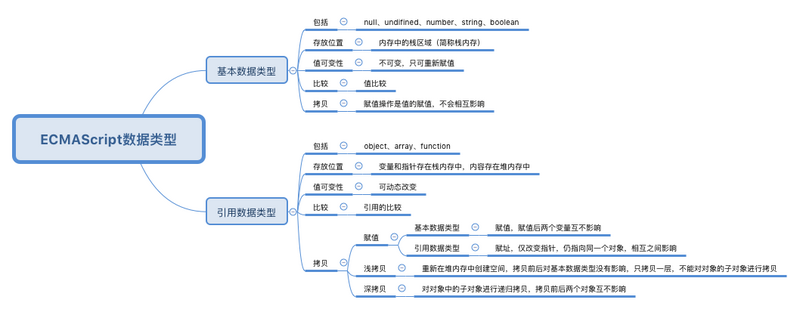 ECMAScript数据类型
基本数据类型
包括 null、undifined、number、string、boolean
存放位置 内存中的栈区域（简称栈内存）
值可变性 不可变，只可重新赋值
比较 值比较
拷贝 赋值操作是值的赋值，不会相互影响
引用数据类型
包括 object、array、function
存放位置 变量和指针存在栈内存中，内容存在堆内存中
值可变性 可动态改变
比较 引用的比较
拷贝
赋值
基本数据类型 赋值，赋值后两个变量互不影响
引用数据类型 赋址，仅改变指针，仍指向同一个对象，相互之间影响
浅拷贝 重新在堆内存中创建空间，拷贝前后对基本数据类型没有影响，只拷贝一层，不能对对象的子对象进行拷贝
深拷贝 对对象中的子对象进行递归拷贝，拷贝前后两个对象互不影响